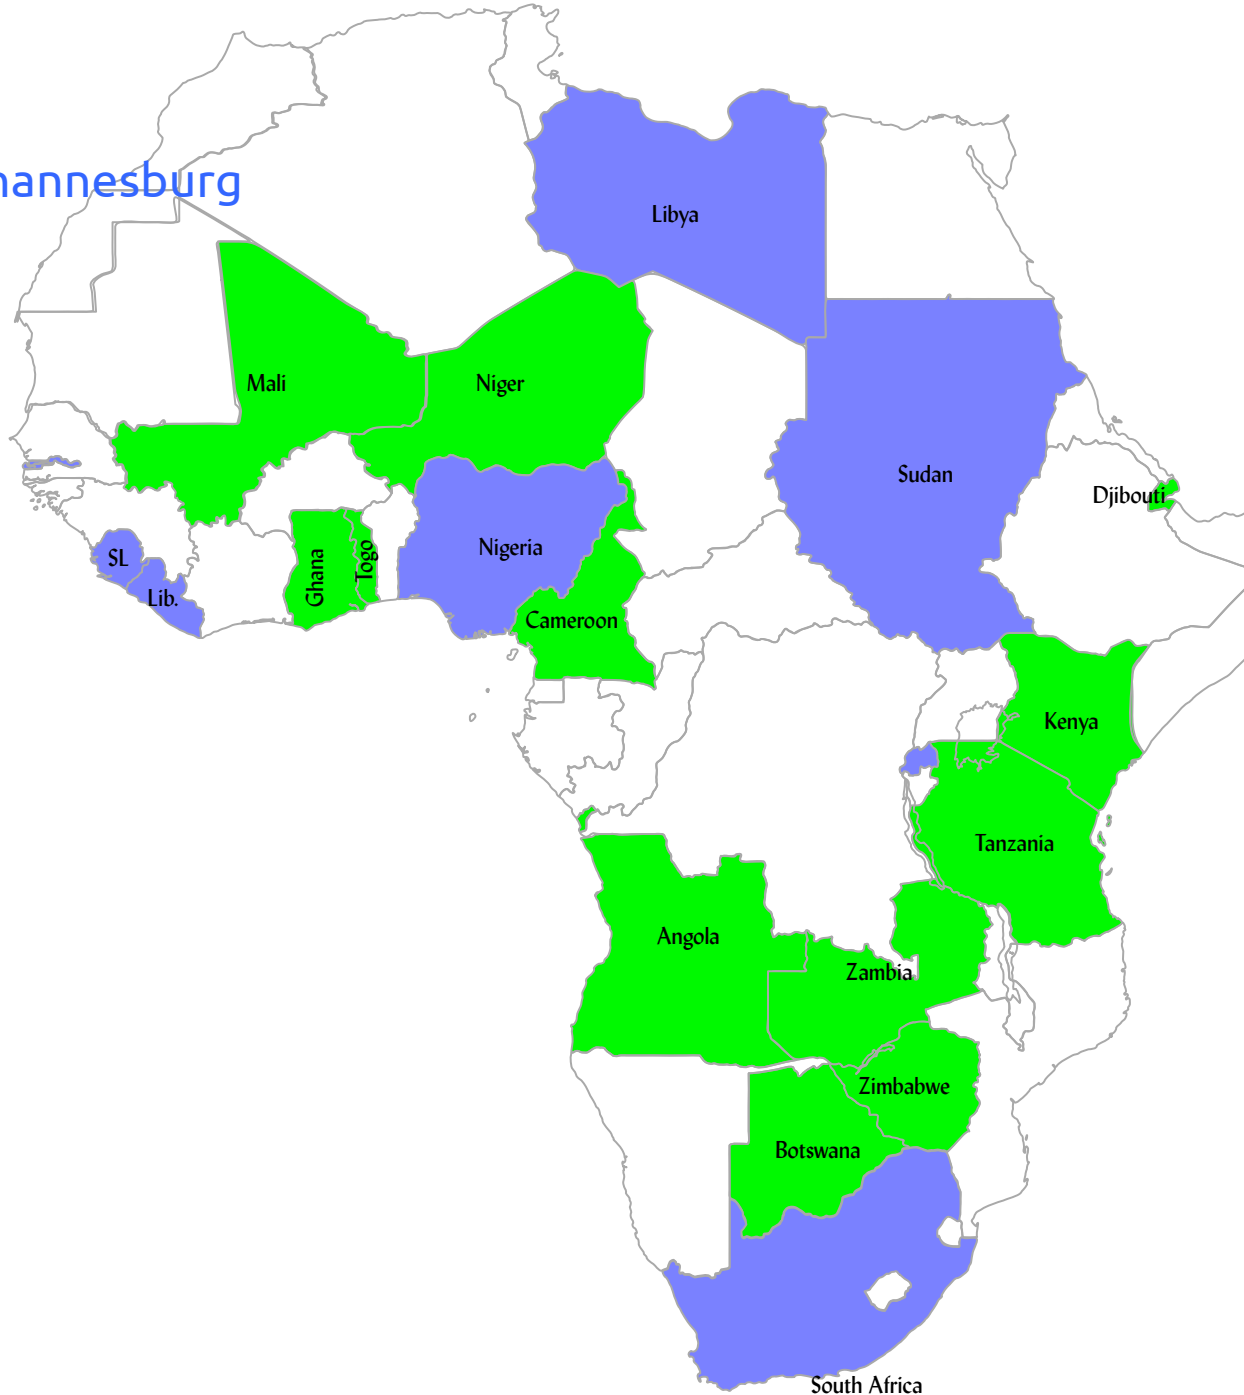 hannesburg
Libya
Mali
Niger
Sudan
Djibouti
SL
Ghana
Togo
Nigeria
Lib.
Cameroon
Kenya
Tanzania
Angola
Zambia
Zimbabwe
Botswana
South Africa